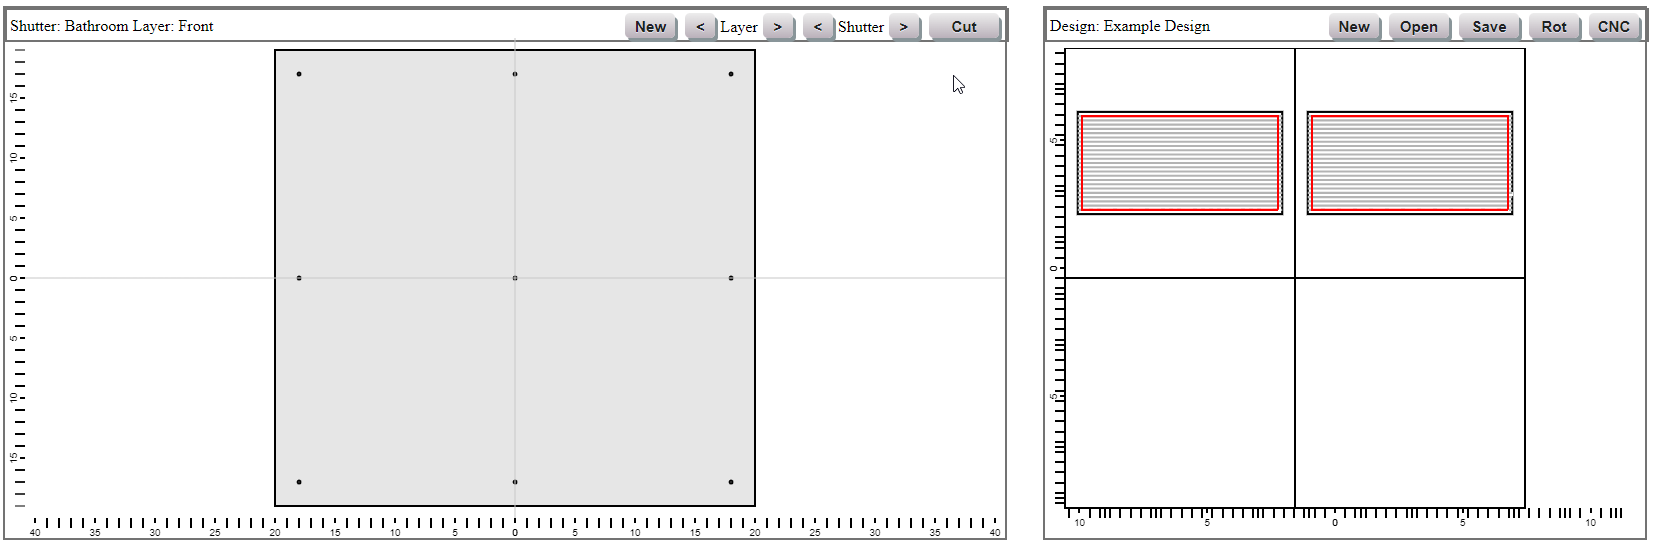 Shutter: Bathroom Layer: Front New < Layer > < Shutter > Cut
15
10
5
0
5
10
15
40 35 30 25 20 15 10 5 0 5 10 15 20 25 30 35 40
Design: Example Design New Open Save Rot CNC
5
0
5
10 5 0 5 10